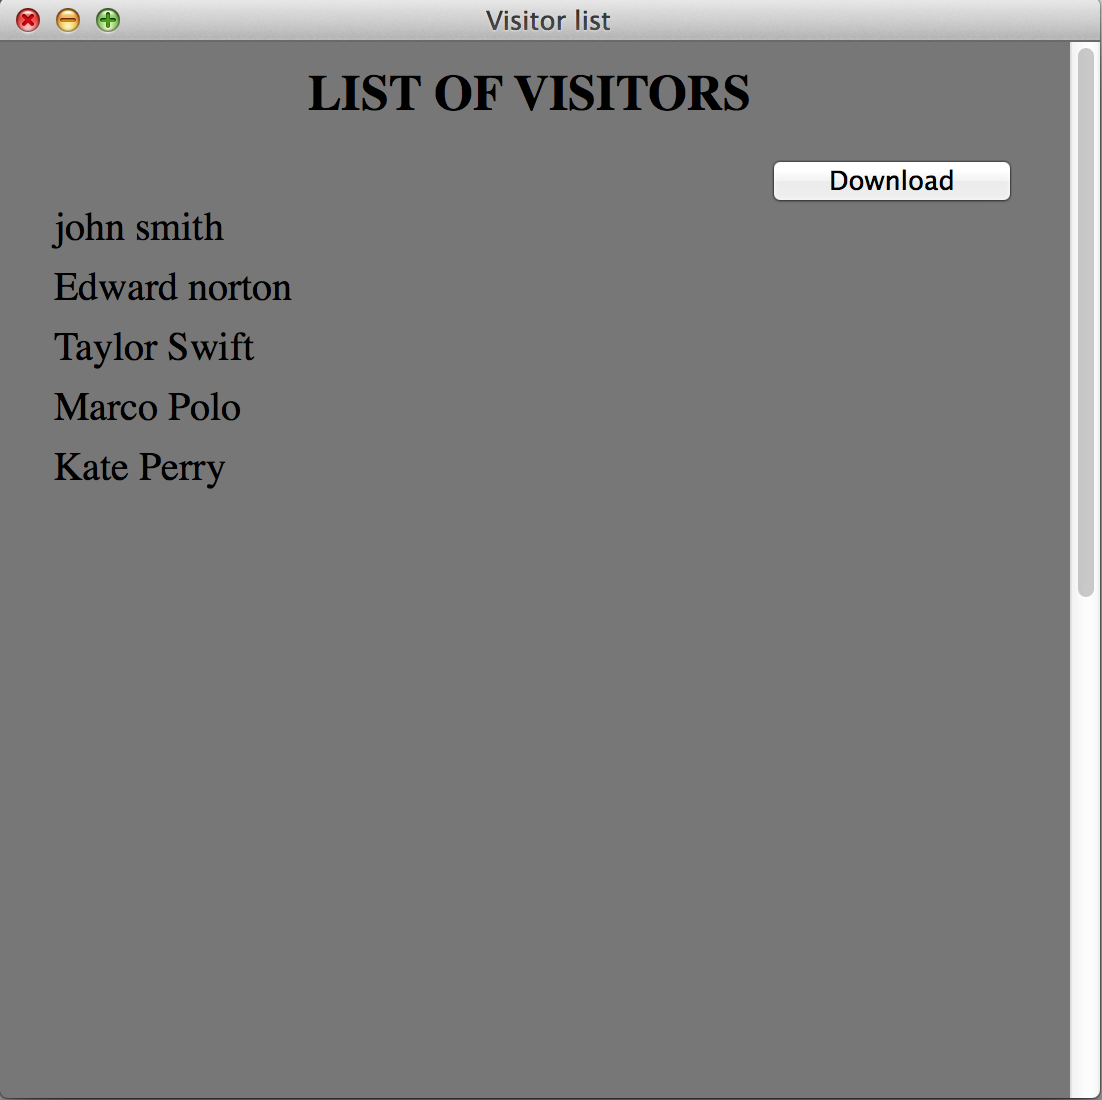 Visitor list
LIST OF VISITORS
Download
john smith
Edward norton
Taylor Swift
Marco Polo
Kate Perry